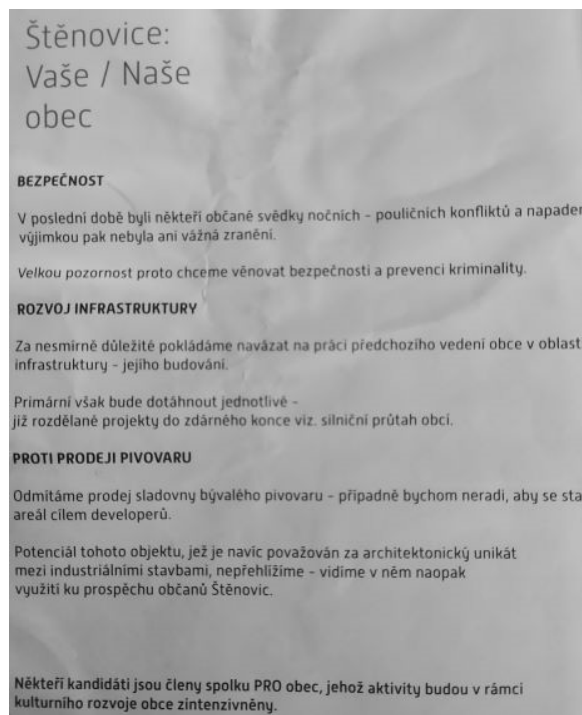 Štěnovice:
Vaše / Naše
obec
BEZPEČNOST
V poslední době byli někteří občané svědky nočních - pouličních konfliktů a napaden
výjimkou pak nebyla ani vážná zranění.
Velkou pozornost proto chceme věnovat bezpečnosti a prevenci kriminality.
ROZVOJ INFRASTRUKTURY
Za nesmírně důležité pokládáme navázat na práci předchozího vedení obce v oblast
infrastruktury - jejího budování.
Primární však bude dotáhnout jednotlivé -
již rozdělané projekty do zdárného konce viz. silniční průtah obcí.
PROTI PRODEJI PIVOVARU
Odmítáme prodej sladovny bývalého pivovaru - případně bychom neradi, aby se sta
areál cílem developerů.
Potenciál tohoto objektu, jež je navíc považován za architektonický unikát
mezi industriálními stavbami, nepřehlížíme - vidíme v něm naopak
využití ku prospěchu občanů Štěnovic.
Někteří kandidáti jsou členy spolku PRO obec, jehož aktivity budou v rámci
kulturního rozvoje obce zintenzivněny.